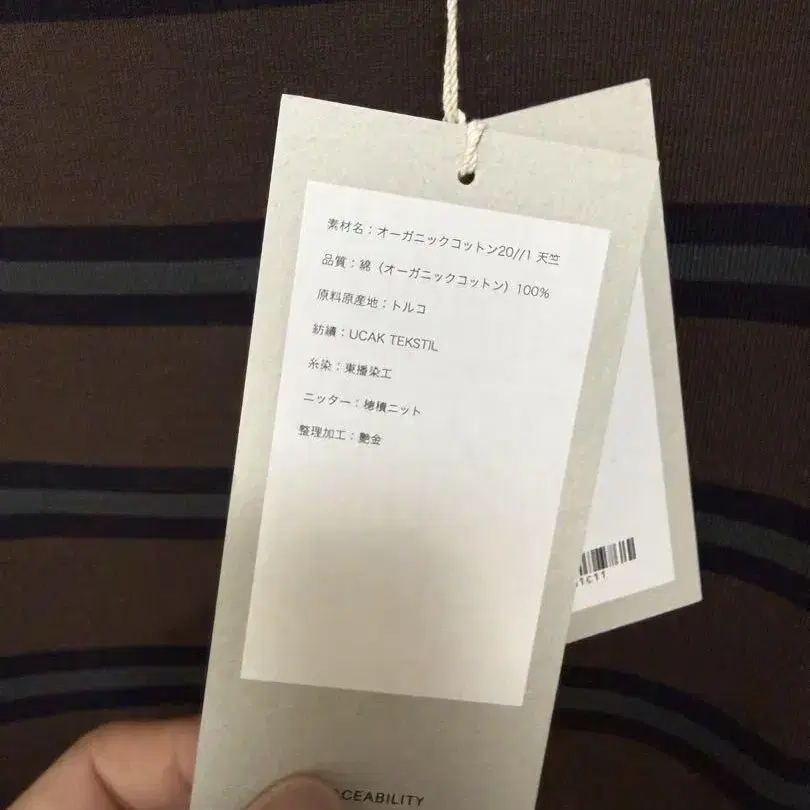 素材名：オーガニックコットン20//1 天竺
品質：綿（オーガニックコットン）100%
原料原産地：トルコ
紡績：UCAK TEKSTIL
糸染：東播染工
ニッター：穂積ニット
整理加工：艶金
ACEABILITY